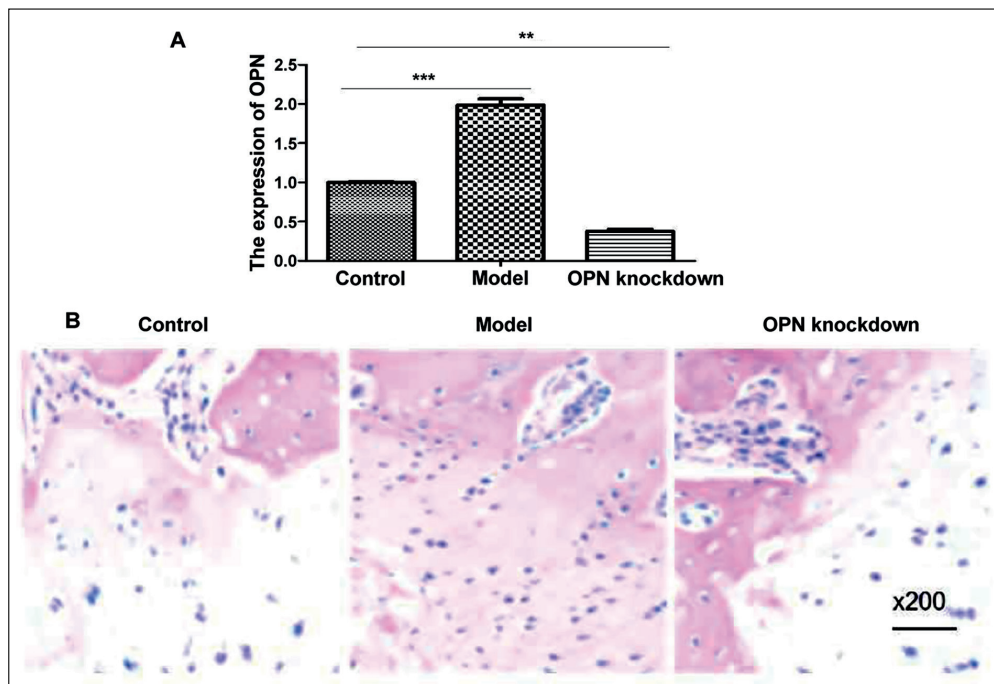 A
**
***
The expression of OPN
2.5
2.0
1.5
1.0
0.5
0.0
Control
Model
OPN knockdown
B
Control
Model
OPN knockdown
x200